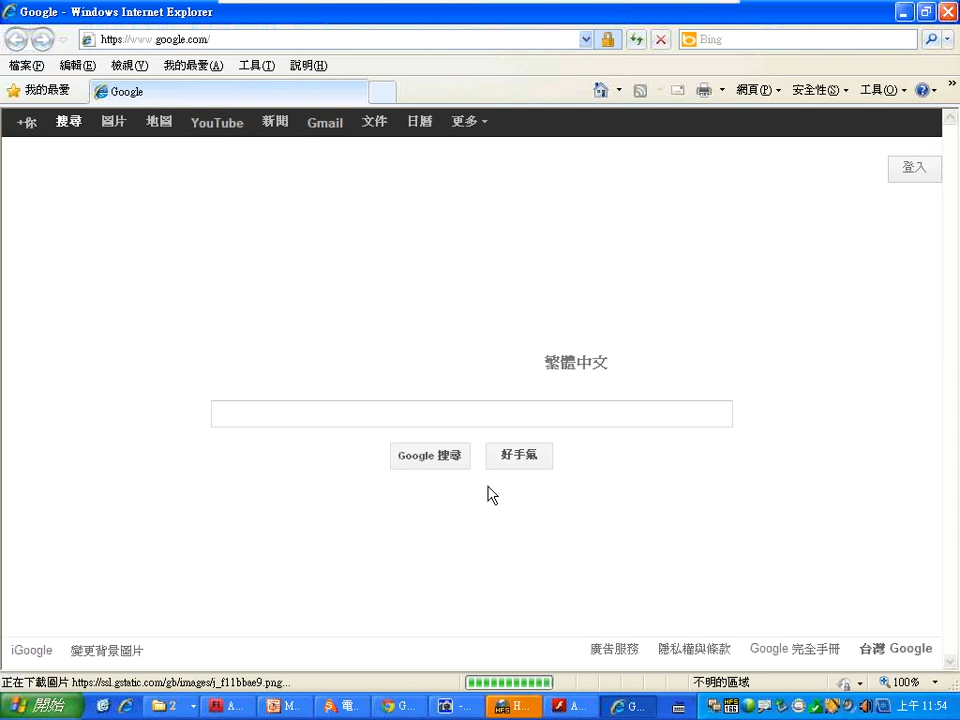 Google - Windows Internet Explorer
https://www.google.com/
Bing
檔案(F) 編輯(E) 檢視(V) 我的最愛(A) 工具(T) 說明(H)
我的最愛 Google 網頁(P) 安全性(S) 工具(O)
+你 搜尋 圖片 地圖 YouTube 新聞 Gmail 文件 日曆 更多
登入
繁體中文
Google 搜尋 好手氣
iGoogle 變更背景圖片 廣告服務 隱私權與條款 Google 完全手冊 台灣 Google
正在下載圖片 https://ssl.gstatic.com/gb/images/j_f11bbae9.png... 不明的區域 100%
開始 2 A... M... 電... G... -... H... A... G... 上午 11:54